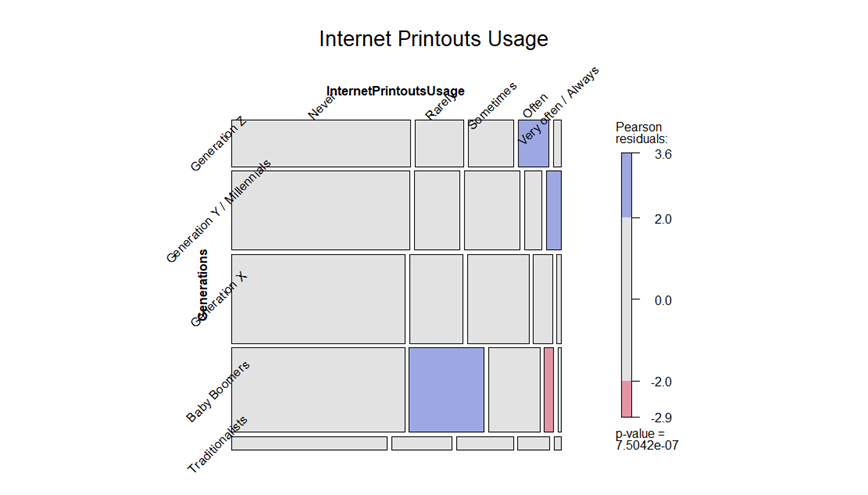 Internet Printouts Usage
InternetPrintoutsUsage
Never
Rarely
Sometimes
Often
Very often / Always
Generations
Generation Z
Generation Y / Millennials
Generation X
Baby Boomers
Traditionalists
Pearson
residuals:
3.6
2.0
0.0
-2.0
-2.9
p-value =
7.5042e-07